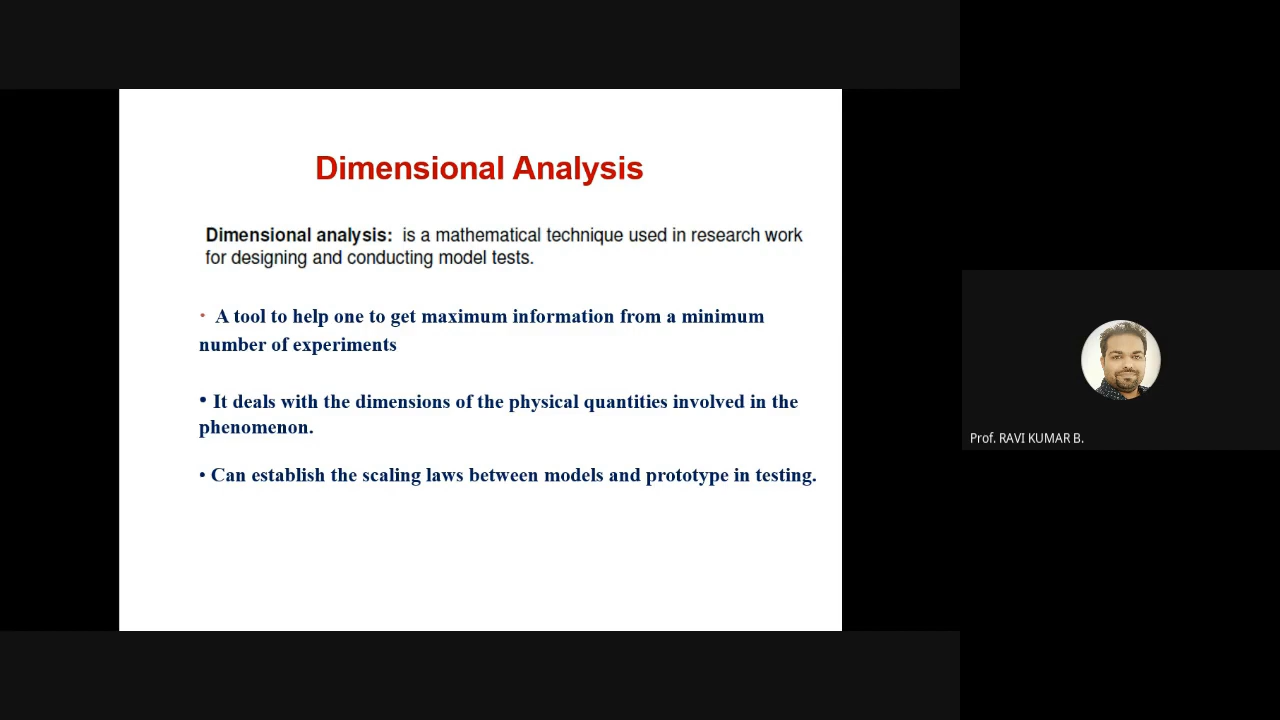 Dimensional Analysis
Dimensional analysis: is a mathematical technique used in research work
for designing and conducting model tests.
• A tool to help one to get maximum information from a minimum
number of experiments
• It deals with the dimensions of the physical quantities involved in the
phenomenon.
• Can establish the scaling laws between models and prototype in testing.
Prof. RAVI KUMAR B.